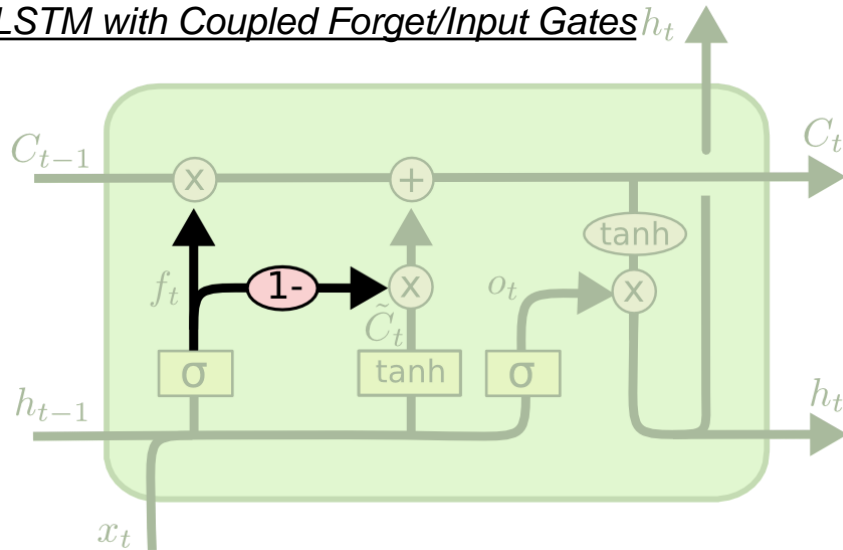 LSTM with Coupled Forget/Input Gates
h_t
C_{t-1}
C_t
x
+
tanh
f_t
1-
x
o_t
x
C̃_t
σ
tanh
σ
h_{t-1}
h_t
x_t